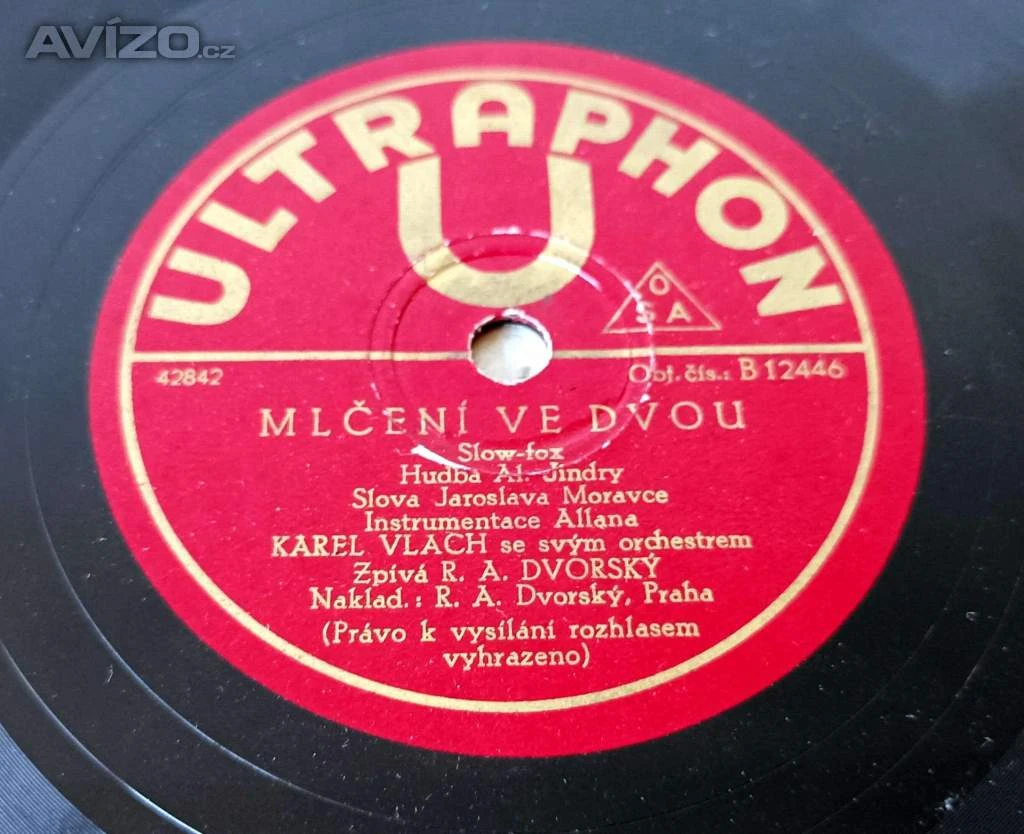 AVÍZO.cz
ULTRAPHON
U
O
S A
42842
Obj. čís.: B 12446
MLČENÍ VE DVOU
Slow-fox
Hudba Al. Jindry
Slova Jaroslava Moravce
Instrumentace Allana
KAREL VLACH se svým orchestrem
Zpívá R. A. DVORSKÝ
Naklad.: R. A. Dvorský, Praha
(Právo k vysílání rozhlasem
vyhrazeno)